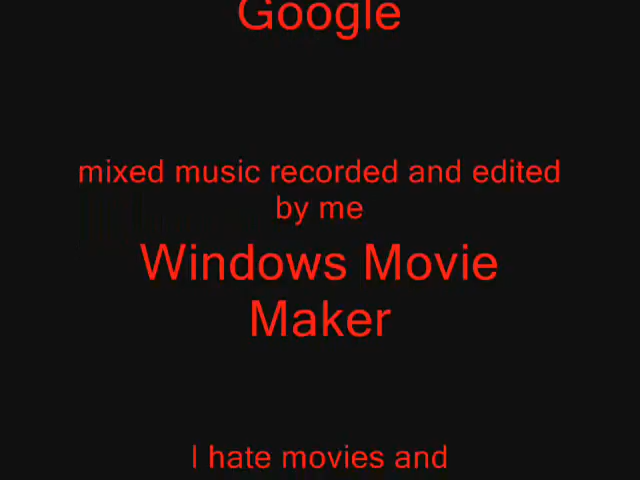 Google
mixed music recorded and edited
by me
Windows Movie
Maker
I hate movies and